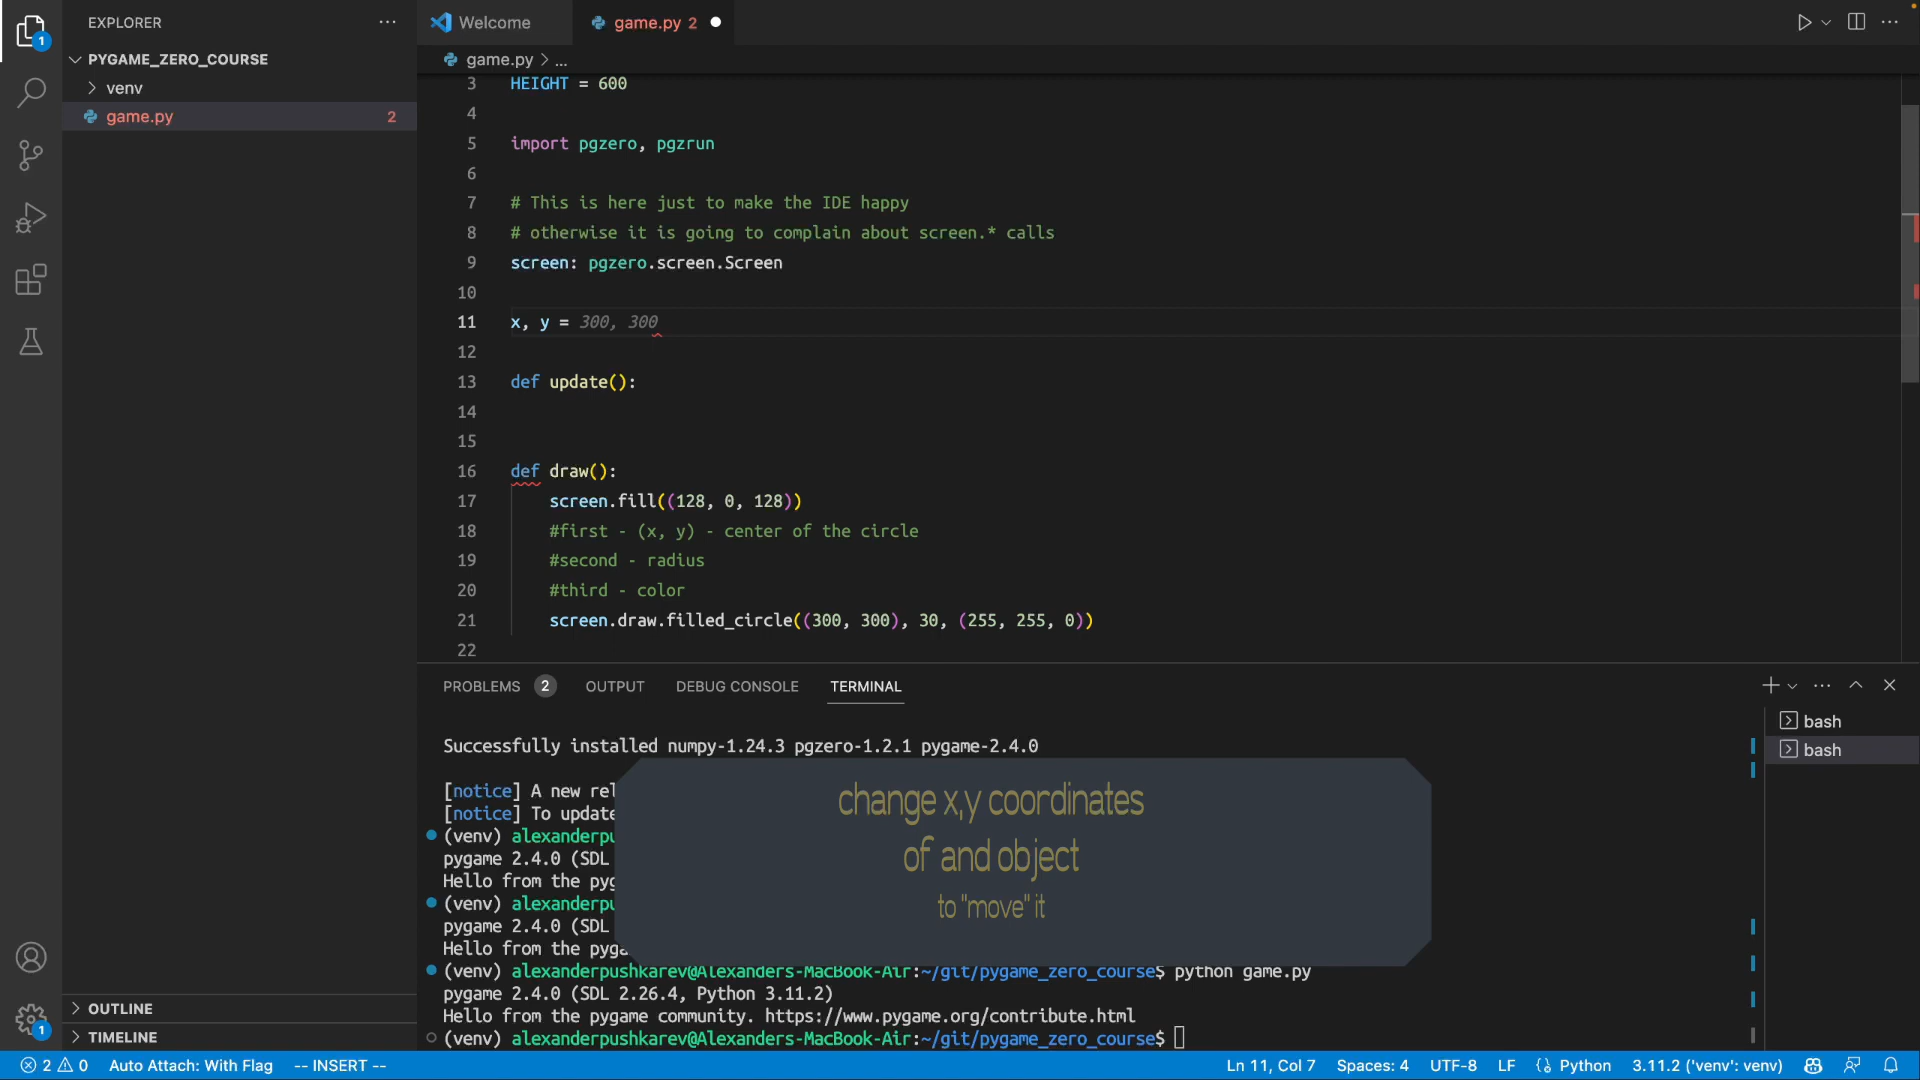 EXPLORER
PYGAME_ZERO_COURSE
venv
game.py 2
OUTLINE
TIMELINE
1
1
Welcome
game.py 2
game.py > ...
3 HEIGHT = 600
4
5 import pgzero, pgzrun
6
7 # This is here just to make the IDE happy
8 # otherwise it is going to complain about screen.* calls
9 screen: pgzero.screen.Screen
10
11 x, y = 300, 300
12
13 def update():
14
15
16 def draw():
17 screen.fill((128, 0, 128))
18 #first - (x, y) - center of the circle
19 #second - radius
20 #third - color
21 screen.draw.filled_circle((300, 300), 30, (255, 255, 0))
22
PROBLEMS 2 OUTPUT DEBUG CONSOLE TERMINAL
bash
bash
Successfully installed numpy-1.24.3 pgzero-1.2.1 pygame-2.4.0
[notice] A new rel
[notice] To update
(venv) alexanderpu
pygame 2.4.0 (SDL
Hello from the pyg
(venv) alexanderpu
pygame 2.4.0 (SDL
Hello from the pyga
(venv) alexanderpushkarev@Alexanders-MacBook-Air:~/git/pygame_zero_course$ python game.py
pygame 2.4.0 (SDL 2.26.4, Python 3.11.2)
Hello from the pygame community. https://www.pygame.org/contribute.html
(venv) alexanderpushkarev@Alexanders-MacBook-Air:~/git/pygame_zero_course$
change x,y coordinates
of and object
to "move" it
2 0 Auto Attach: With Flag -- INSERT -- Ln 11, Col 7 Spaces: 4 UTF-8 LF Python 3.11.2 ('venv': venv)